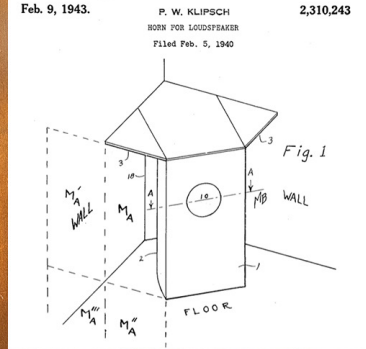 Feb. 9, 1943.
P. W. KLIPSCH
2,310,243
HORN FOR LOUDSPEAKER
Filed Feb. 5, 1940
3
3
Fig. 1
18
A
A
M'A
WALL
MA
10
MB WALL
2
1
M'''A
M''A
FLOOR